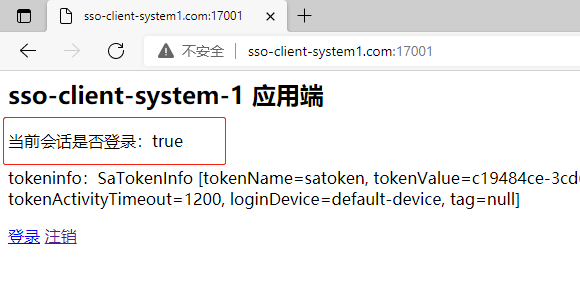 sso-client-system1.com:17001
不安全 sso-client-system1.com:17001
sso-client-system-1 应用端
当前会话是否登录：true
tokeninfo：SaTokenInfo [tokenName=satoken, tokenValue=c19484ce-3cd
tokenActivityTimeout=1200, loginDevice=default-device, tag=null]
登录 注销